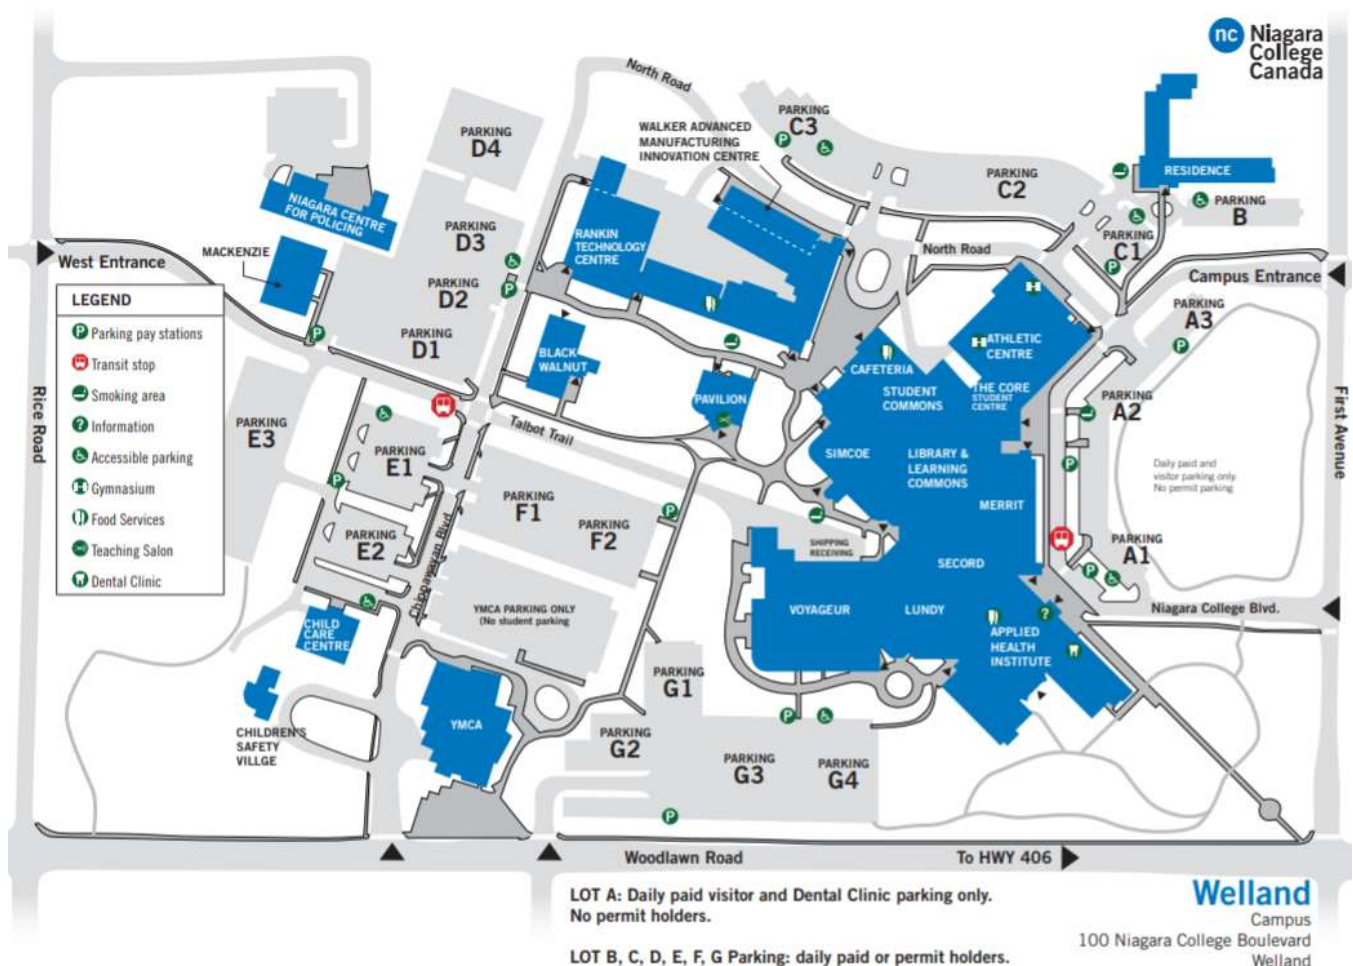 nc Niagara
College
Canada
North Road
PARKING
C3
PARKING
D4
WALKER ADVANCED
MANUFACTURING
INNOVATION CENTRE
PARKING
C2
RESIDENCE
PARKING
B
NIAGARA CENTRE
FOR POLICING
PARKING
D3
RANKIN
TECHNOLOGY
CENTRE
PARKING
C1
North Road
MACKENZIE
West Entrance
Campus Entrance
PARKING
D2
PARKING
A3
PARKING
D1
LEGEND
P Parking pay stations
Transit stop
Smoking area
? Information
Accessible parking
Gymnasium
Food Services
Teaching Salon
Dental Clinic
BLACK
WALNUT
ATHLETIC
CENTRE
CAFETERIA
STUDENT
COMMONS
THE CORE
STUDENT
CENTRE
PAVILION
PARKING
A2
Rice Road
First Avenue
PARKING
E3
Talbot Trail
PARKING
E1
SIMCOE
LIBRARY &
LEARNING
COMMONS
MERRIT
Daily paid and
visitor parking only.
No permit parking
PARKING
F1
PARKING
F2
PARKING
E2
SHIPPING
RECEIVING
SECOND
PARKING
A1
YMCA PARKING ONLY
(No student parking
VOYAGEUR
LUNDY
Niagara College Blvd.
CHILD
CARE
CENTRE
APPLIED
HEALTH
INSTITUTE
PARKING
G1
YMCA
PARKING
G2
CHILDREN'S
SAFETY
VILLGE
PARKING
G3
PARKING
G4
Woodlawn Road
To HWY 406
LOT A: Daily paid visitor and Dental Clinic parking only.
No permit holders.
LOT B, C, D, E, F, G Parking: daily paid or permit holders.
Welland
Campus
100 Niagara College Boulevard
Welland